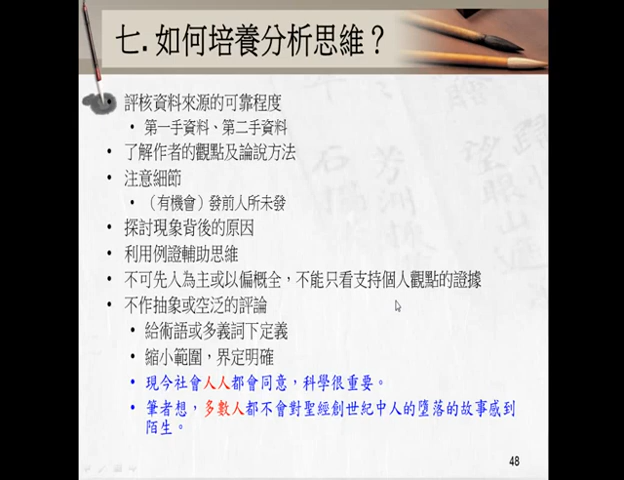 七. 如何培養分析思維？
• 評核資料來源的可靠程度
• 第一手資料、第二手資料
• 了解作者的觀點及論說方法
• 注意細節
• （有機會）發前人所未發
• 探討現象背後的原因
• 利用例證輔助思維
• 不可先入為主或以偏概全，不能只看支持個人觀點的證據
• 不作抽象或空泛的評論
• 給術語或多義詞下定義
• 縮小範圍，界定明確
• 現今社會人人都會同意，科學很重要。
• 筆者想，多數人都不會對聖經創世紀中人的墮落的故事感到
陌生。
48